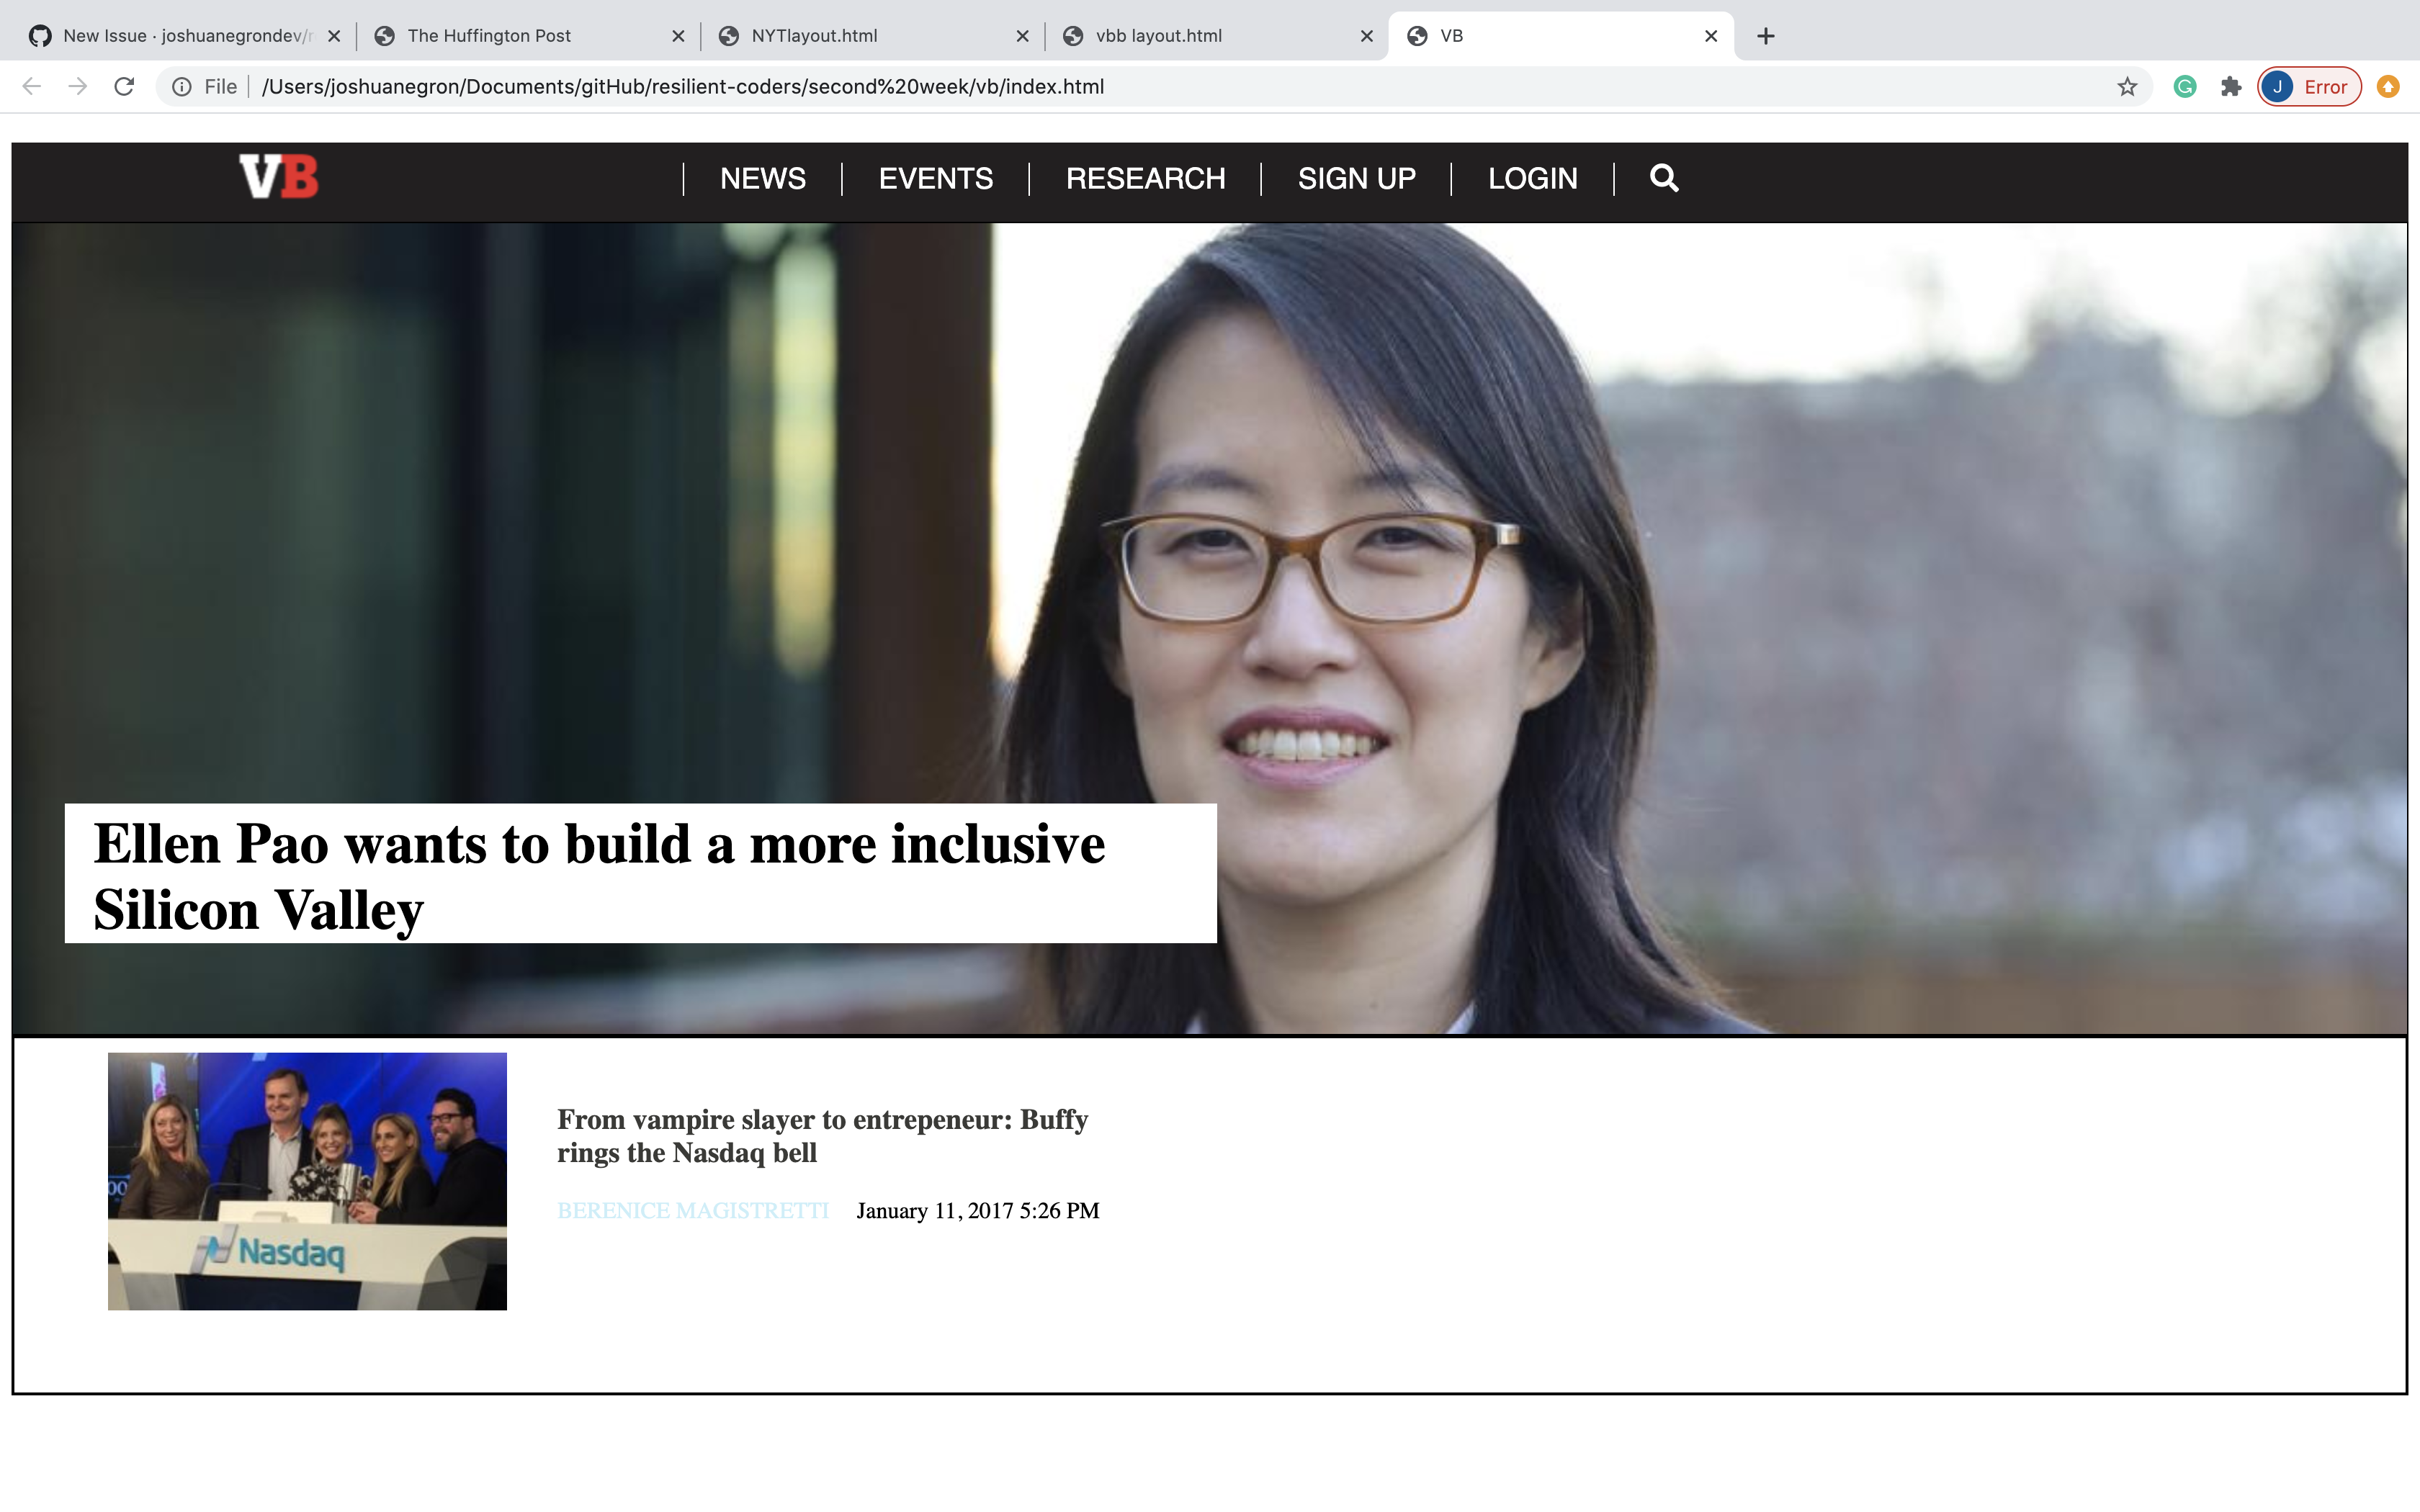 New Issue · joshuanegrondev/r
The Huffington Post
NYTlayout.html
vbb layout.html
VB
File
/Users/joshuanegron/Documents/gitHub/resilient-coders/second%20week/vb/index.html
J
Error
VB
NEWS
EVENTS
RESEARCH
SIGN UP
LOGIN
Ellen Pao wants to build a more inclusive
Silicon Valley
From vampire slayer to entrepeneur: Buffy
rings the Nasdaq bell
BERENICE MAGISTRETTI January 11, 2017 5:26 PM
Nasdaq